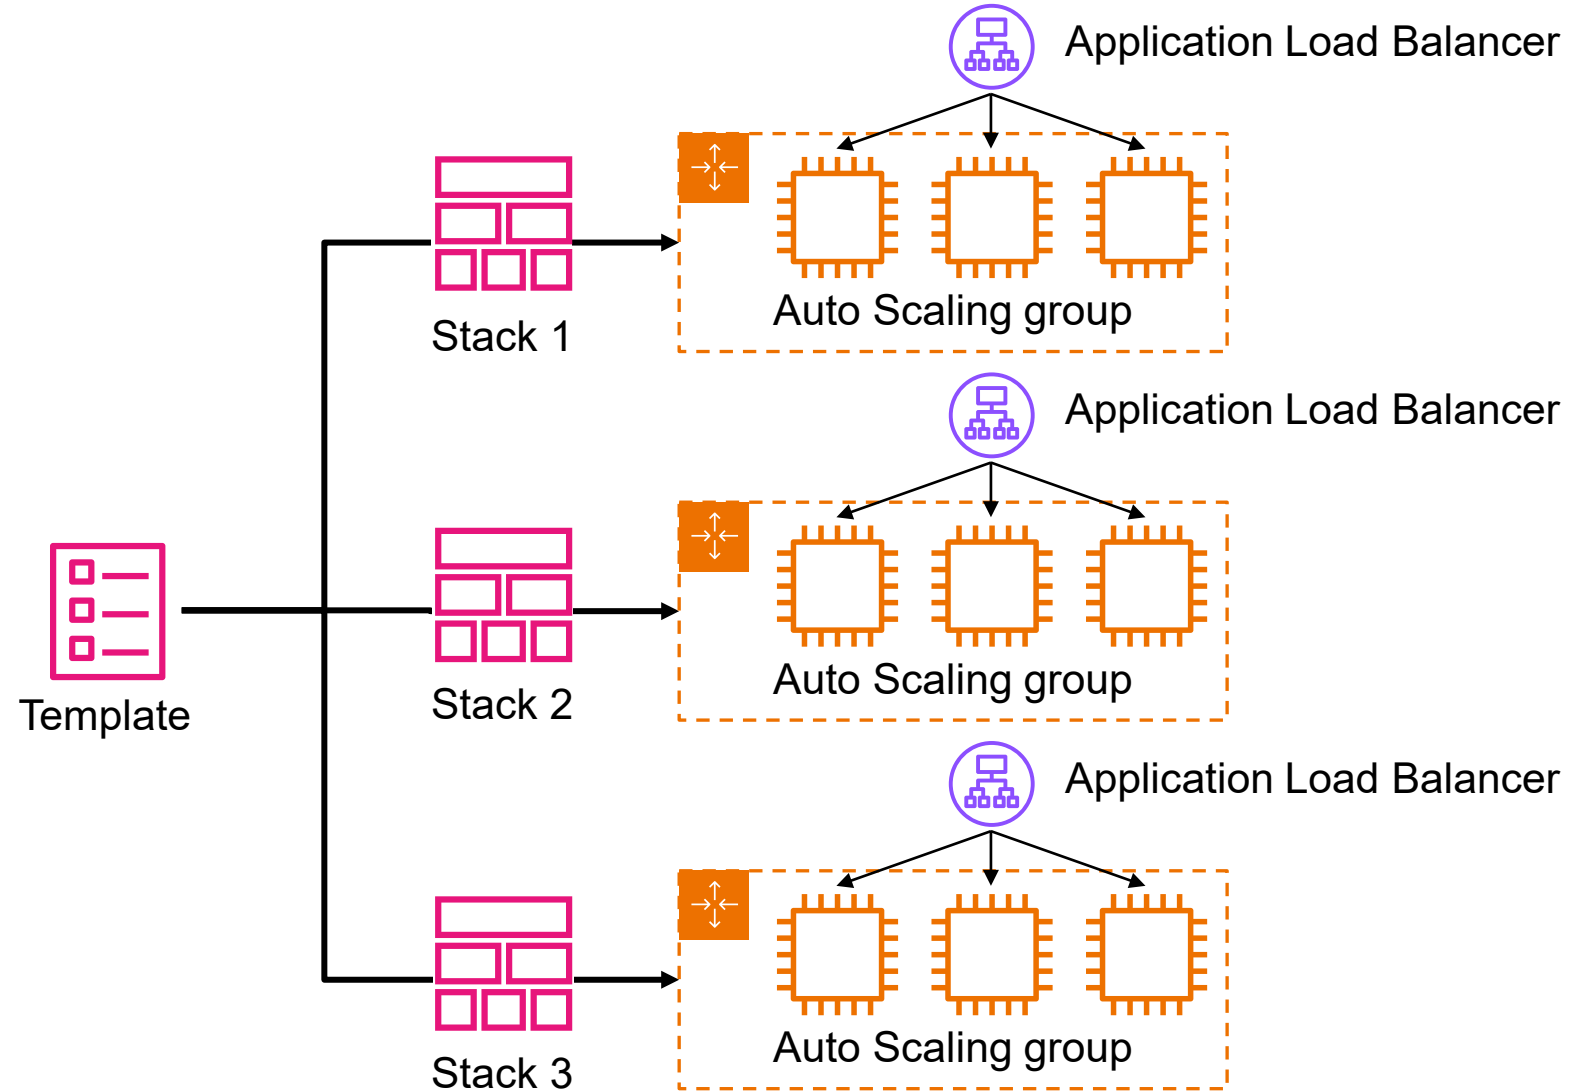 Application Load Balancer
Auto Scaling group
Stack 1
Application Load Balancer
Auto Scaling group
Stack 2
Template
Application Load Balancer
Auto Scaling group
Stack 3